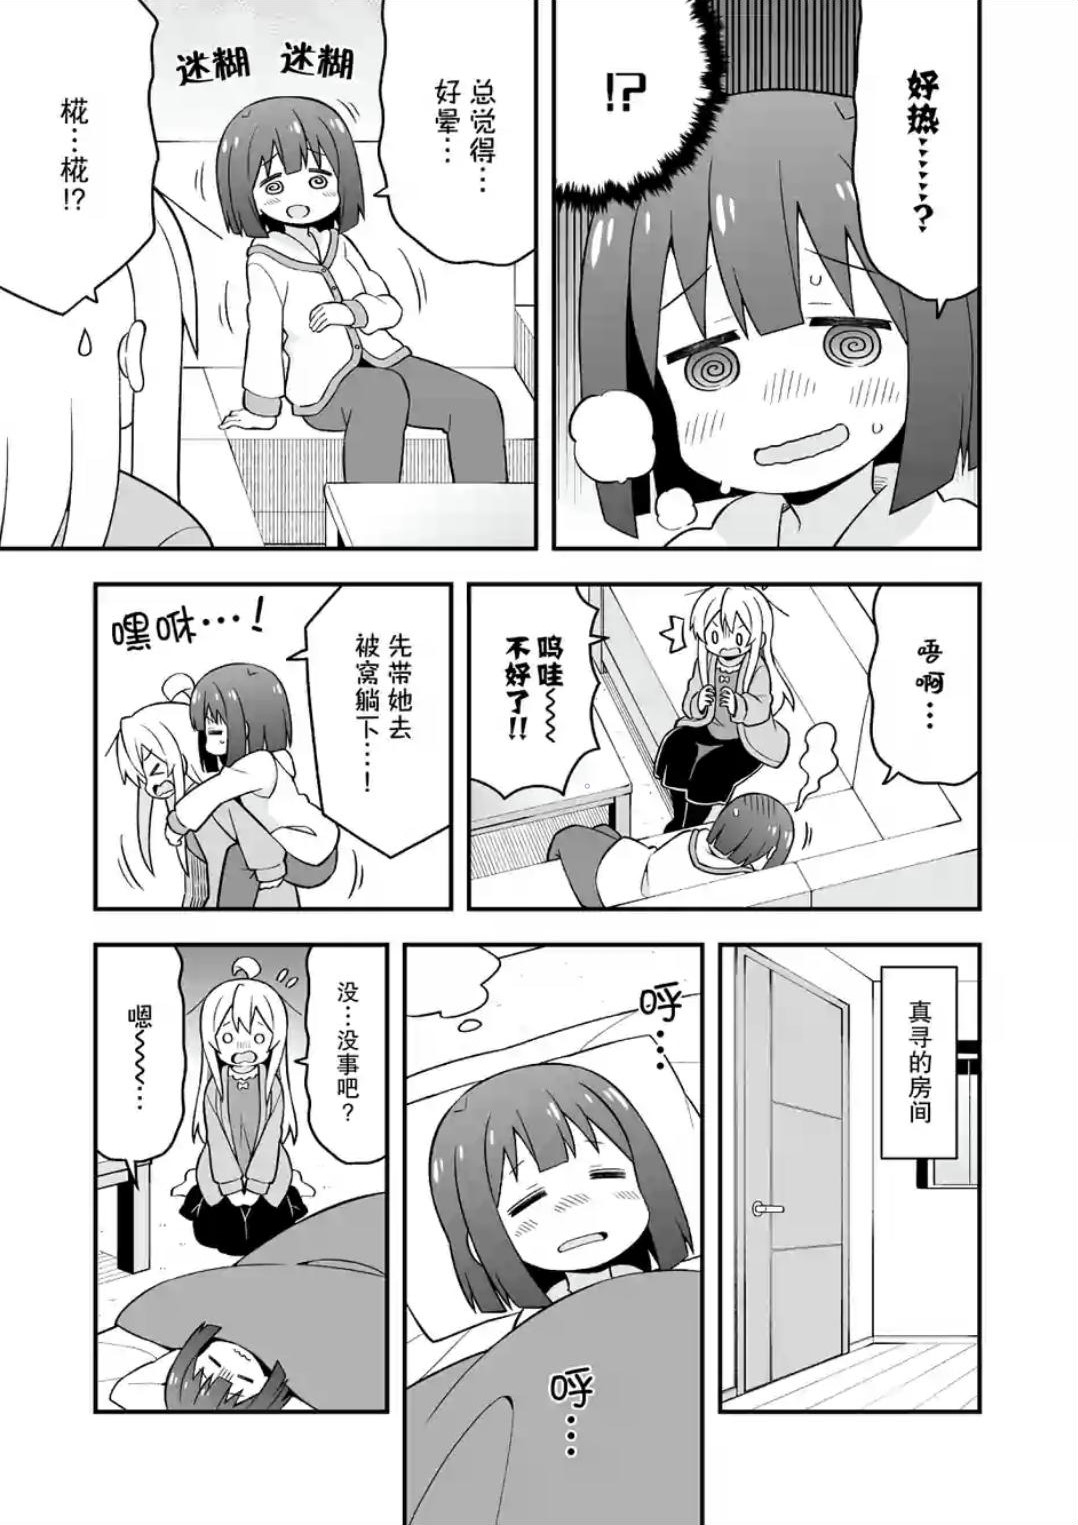 好热……？
!?
总觉得…
好晕…
迷糊 迷糊
椛…椛!?
唔啊…
呜哇～～
不好了!!
先带她去
被窝躺下…！
嘿咻…！
真寻的房间
呼…
呼…
没…没事吧？
嗯～～…